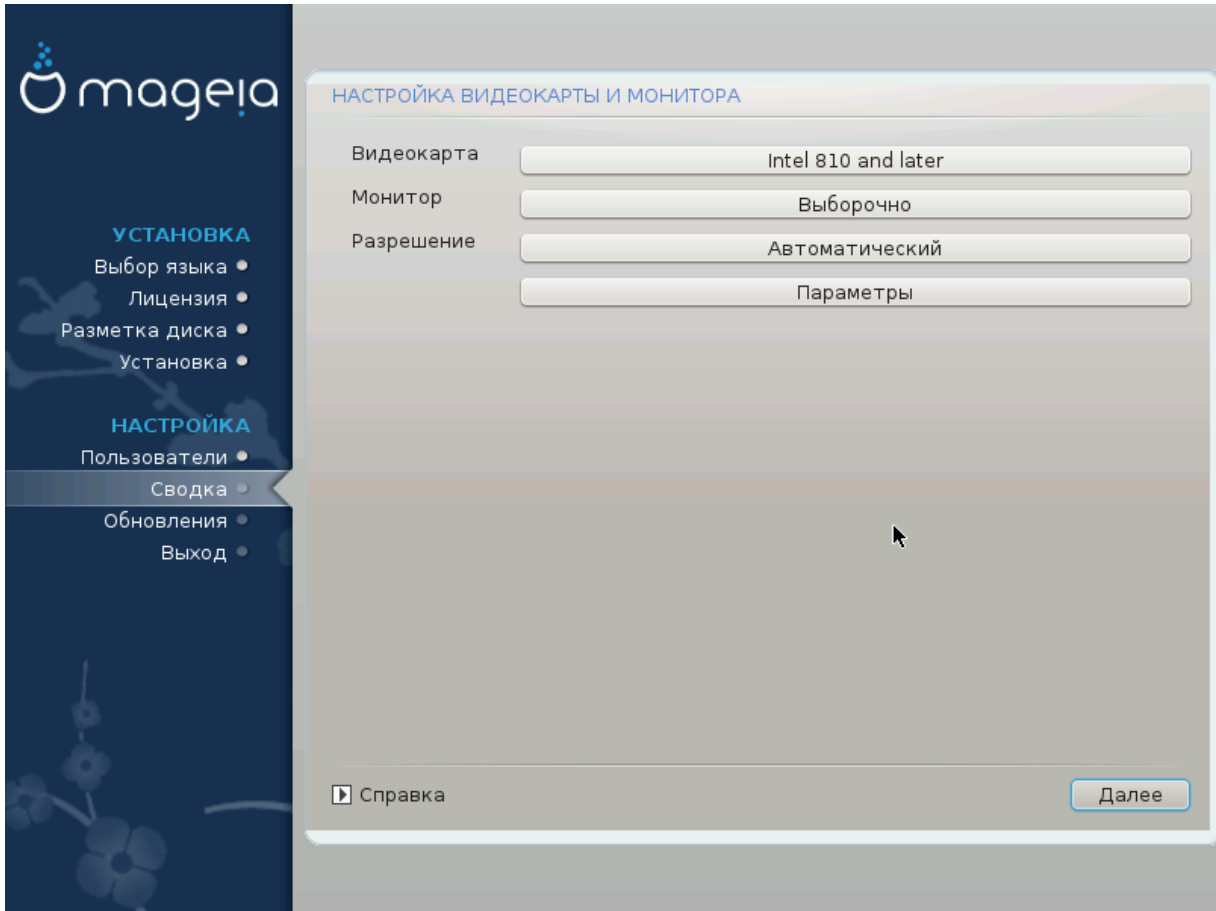 mageia
УСТАНОВКА
Выбор языка
Лицензия
Разметка диска
Установка
НАСТРОЙКА
Пользователи
Сводка
Обновления
Выход
НАСТРОЙКА ВИДЕОКАРТЫ И МОНИТОРА
Видеокарта Intel 810 and later
Монитор Выборочно
Разрешение Автоматический
Параметры
Справка Далее